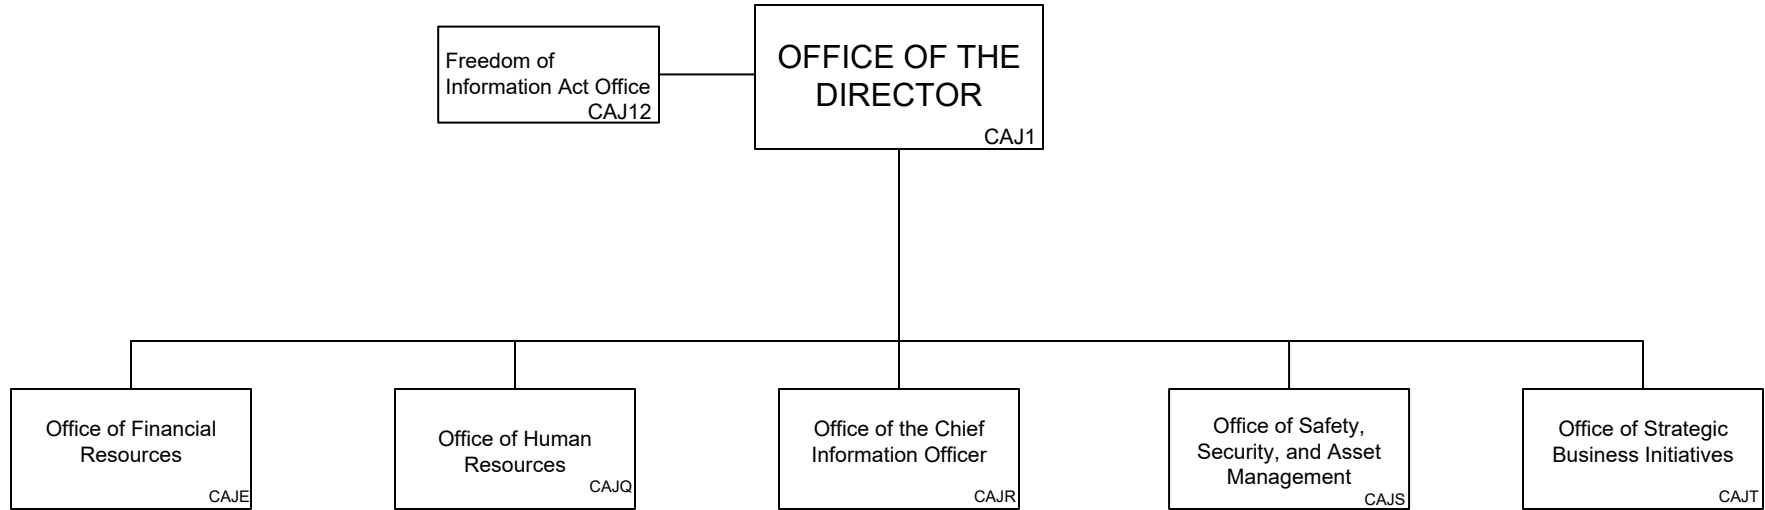 Freedom of
Information Act Office
CAJ12
OFFICE OF THE
DIRECTOR
CAJ1
Office of Financial
Resources
CAJE
Office of Human
Resources
CAJQ
Office of the Chief
Information Officer
CAJR
Office of Safety,
Security, and Asset
Management
CAJS
Office of Strategic
Business Initiatives
CAJT